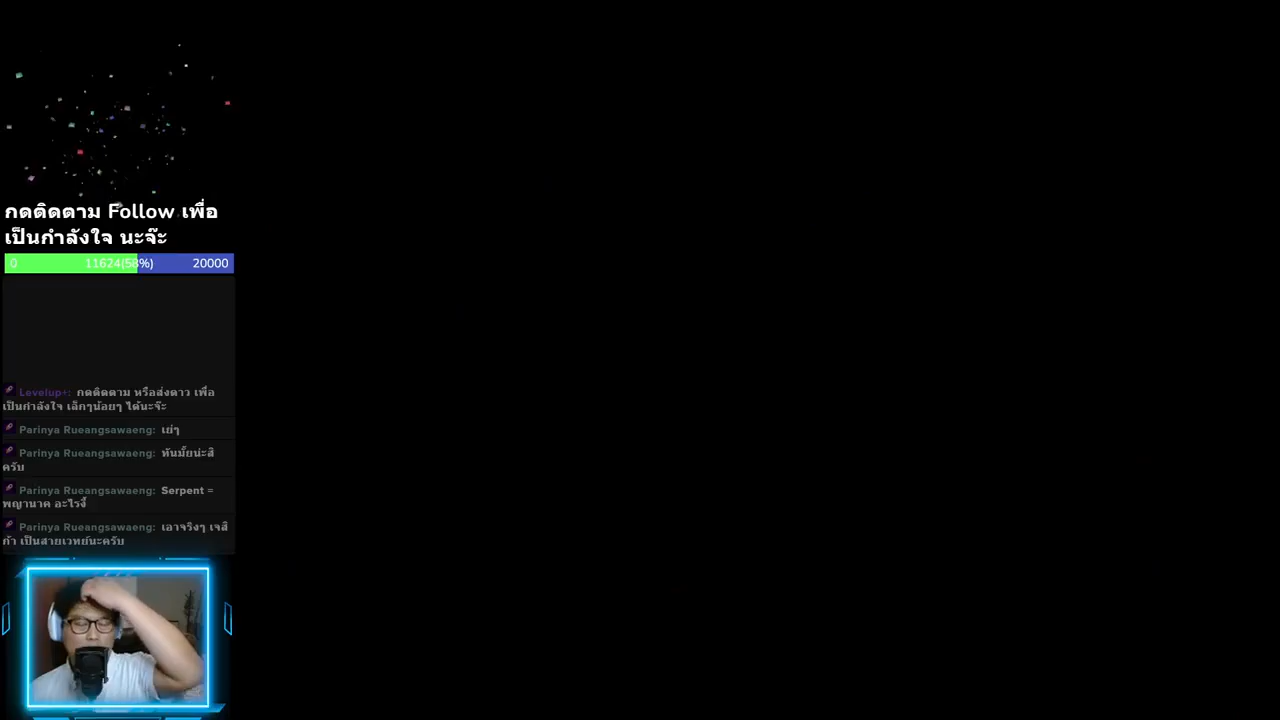 กดติดตาม Follow เพื่อ
เป็นกำลังใจ นะจ๊ะ
0 11624(58%) 20000
Levelup+: กดติดตาม หรือส่งดาว เพื่อ
เป็นกำลังใจ เล็กๆน้อยๆ ได้นะจ๊ะ
Parinya Rueangsawaeng: เย่ๆ
Parinya Rueangsawaeng: ทันมั้ยน่ะสิ
ครับ
Parinya Rueangsawaeng: Serpent =
พญานาค อะไรงี้
Parinya Rueangsawaeng: เอาจริงๆ เจสิ
ก้า เป็นสายเวทย์นะครับ